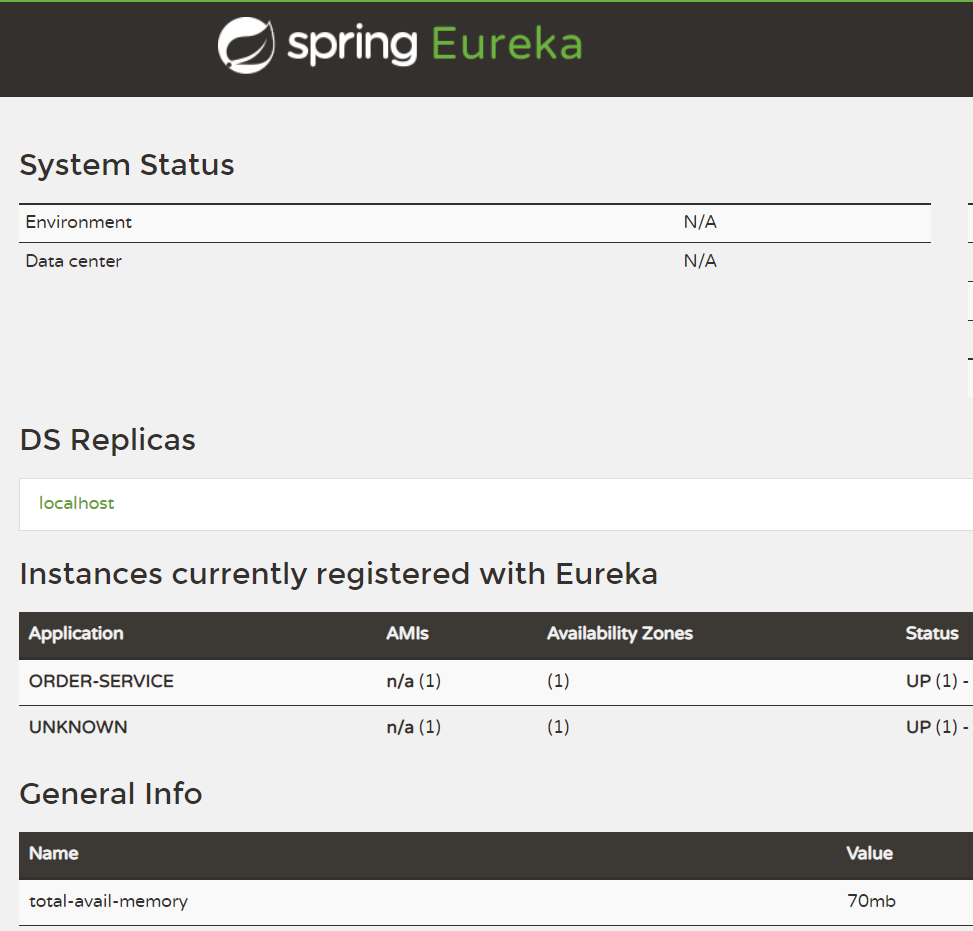 spring Eureka
System Status
Environment N/A
Data center N/A
DS Replicas
localhost
Instances currently registered with Eureka
Application AMIs Availability Zones Status
ORDER-SERVICE n/a (1) (1) UP (1) -
UNKNOWN n/a (1) (1) UP (1) -
General Info
Name Value
total-avail-memory 70mb